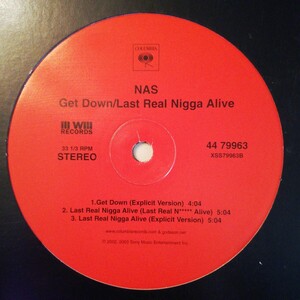 COLUMBIA
NAS
Get Down/Last Real Nigga Alive
ill will
RECORDS
44 79963
33 1/3 RPM
STEREO
XSS79963B
1.Get Down (Explicit Version) 4:04
2. Last Real Nigga Alive (Last Real N***** Alive) 5:04
3. Last Real Nigga Alive (Explicit Version) 5:04